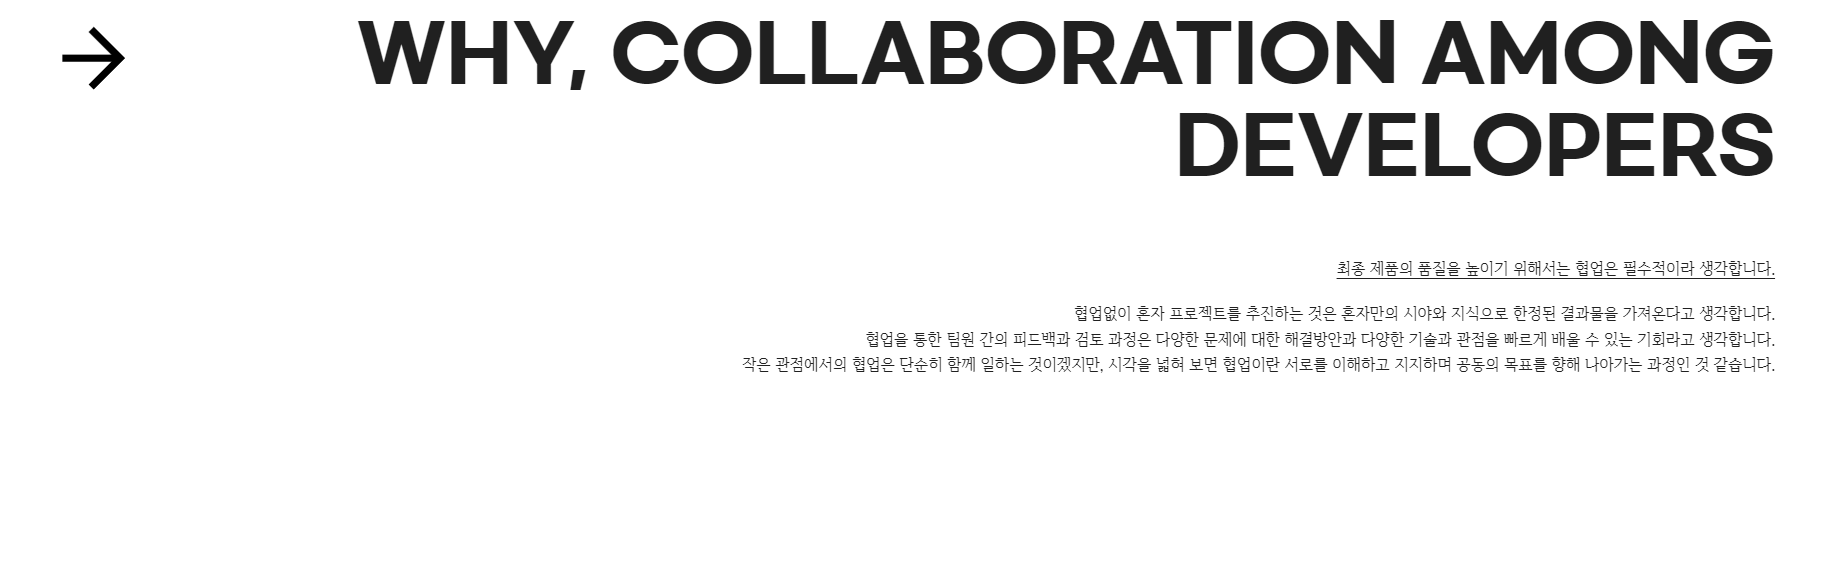 WHY, COLLABORATION AMONG
DEVELOPERS
최종 제품의 품질을 높이기 위해서는 협업은 필수적이라 생각합니다.
협업없이 혼자 프로젝트를 추진하는 것은 혼자만의 시야와 지식으로 한정된 결과물을 가져온다고 생각합니다.
협업을 통한 팀원 간의 피드백과 검토 과정은 다양한 문제에 대한 해결방안과 다양한 기술과 관점을 빠르게 배울 수 있는 기회라고 생각합니다.
작은 관점에서의 협업은 단순히 함께 일하는 것이겠지만, 시각을 넓혀 보면 협업이란 서로를 이해하고 지지하며 공동의 목표를 향해 나아가는 과정인 것 같습니다.